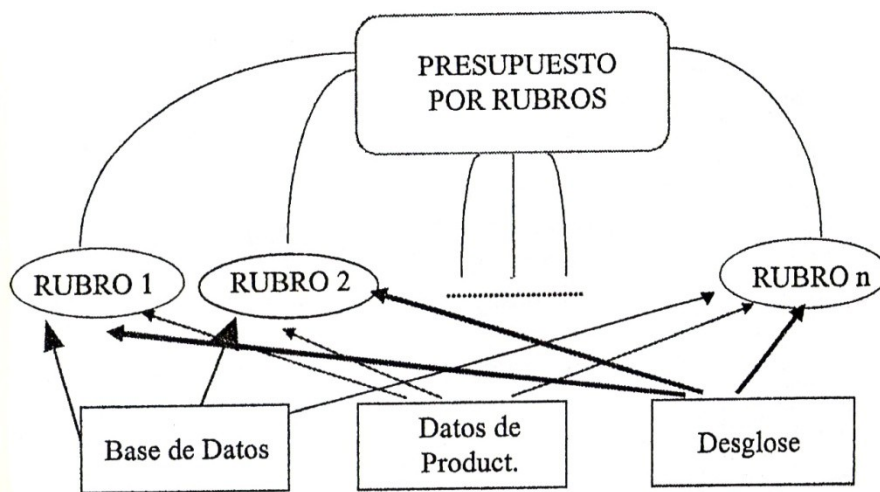 PRESUPUESTO
POR RUBROS
RUBRO 1
RUBRO 2
RUBRO n
Base de Datos
Datos de
Product.
Desglose